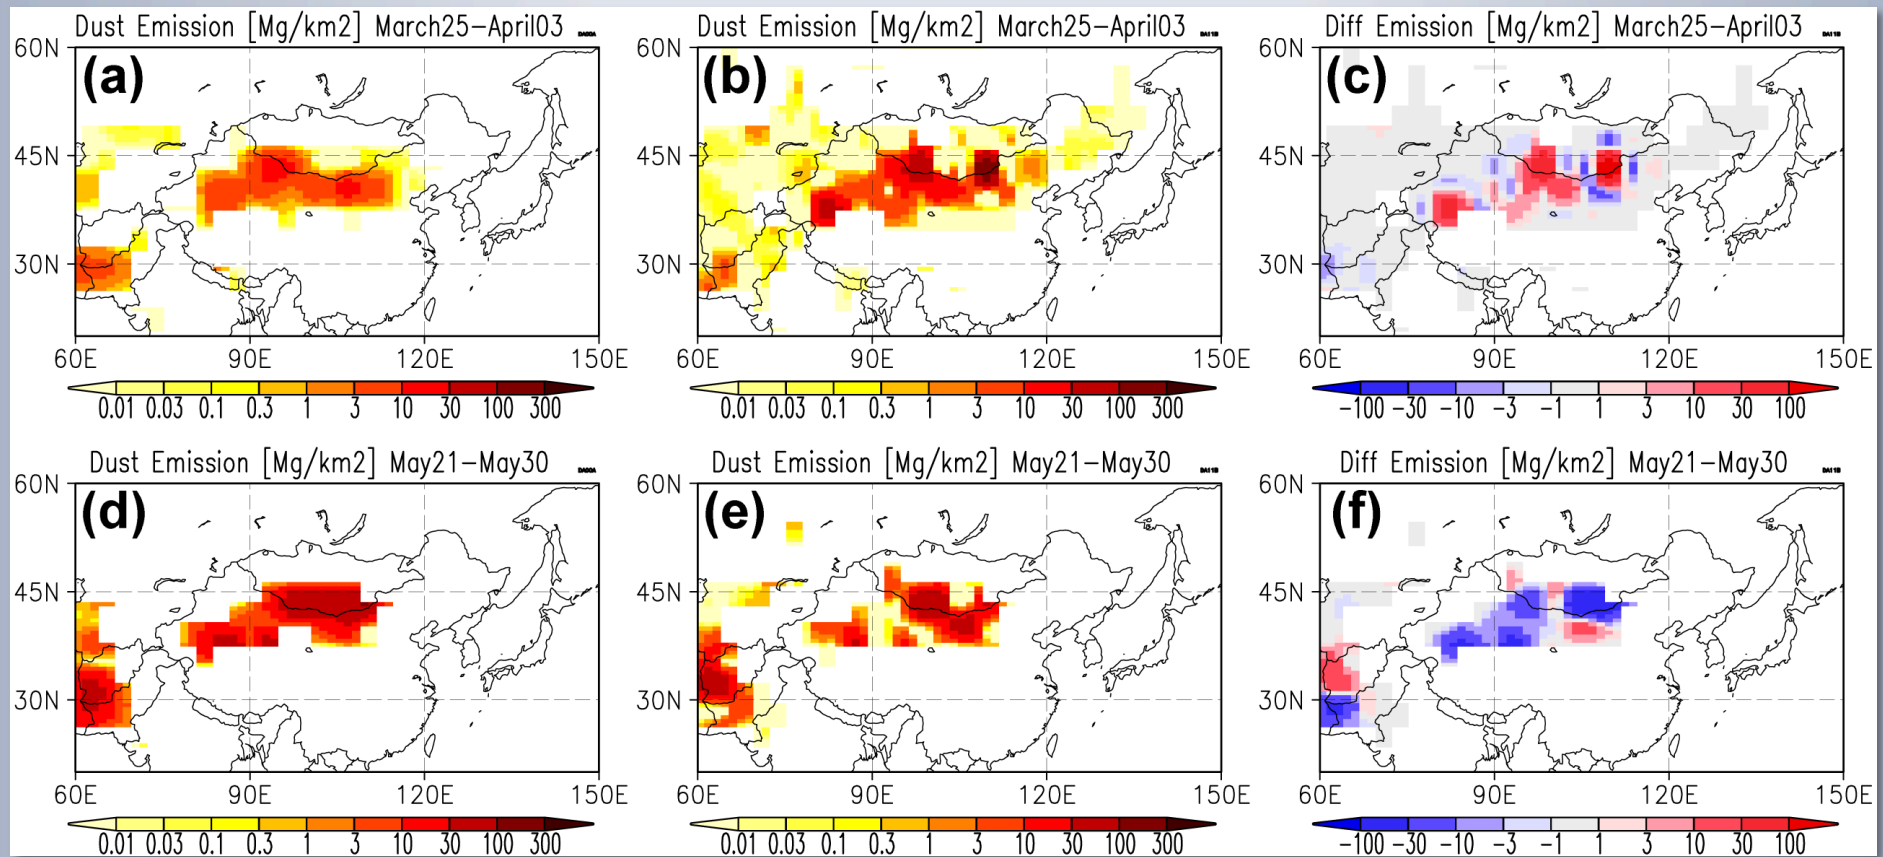 Dust Emission [Mg/km2] March25−April03
(a)
60N
45N
30N
60E 90E 120E 150E
0.01 0.03 0.1 0.3 1 3 10 30 100 300
Dust Emission [Mg/km2] March25−April03
(b)
60N
45N
30N
60E 90E 120E 150E
0.01 0.03 0.1 0.3 1 3 10 30 100 300
Diff Emission [Mg/km2] March25−April03
(c)
60N
45N
30N
60E 90E 120E 150E
−100 −30 −10 −3 −1 1 3 10 30 100
Dust Emission [Mg/km2] May21−May30
(d)
60N
45N
30N
60E 90E 120E 150E
0.01 0.03 0.1 0.3 1 3 10 30 100 300
Dust Emission [Mg/km2] May21−May30
(e)
60N
45N
30N
60E 90E 120E 150E
0.01 0.03 0.1 0.3 1 3 10 30 100 300
Diff Emission [Mg/km2] May21−May30
(f)
60N
45N
30N
60E 90E 120E 150E
−100 −30 −10 −3 −1 1 3 10 30 100